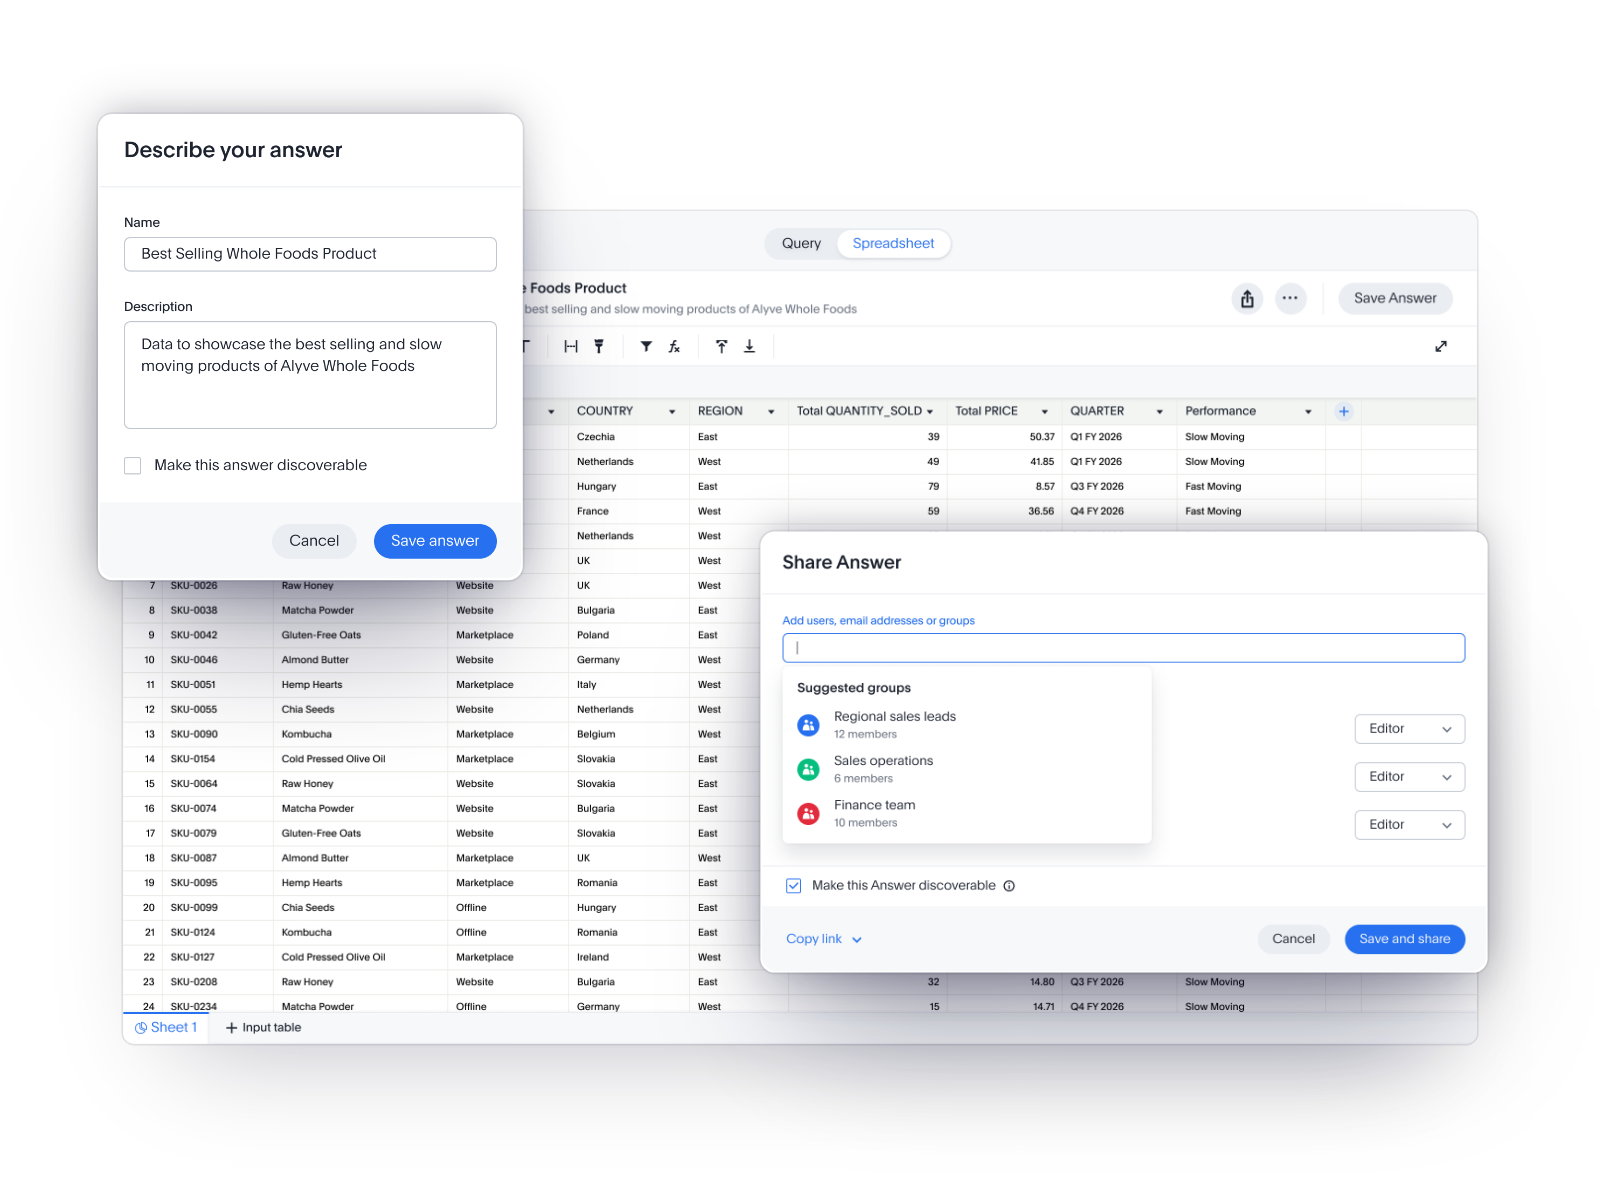 Describe your answer
Name
Best Selling Whole Foods Product
Description
Data to showcase the best selling and slow
moving products of Alyve Whole Foods
Make this answer discoverable
Cancel Save answer
Query Spreadsheet
Foods Product
best selling and slow moving products of Alyve Whole Foods
Save Answer
COUNTRY REGION Total QUANTITY_SOLD Total PRICE QUARTER Performance
Czechia East 39 50.37 Q1 FY 2026 Slow Moving
Netherlands West 49 41.85 Q1 FY 2026 Slow Moving
Hungary East 79 8.57 Q3 FY 2026 Fast Moving
France West 59 36.56 Q4 FY 2026 Fast Moving
Netherlands West
UK West
7 SKU-0026 Raw Honey Website UK West
8 SKU-0038 Matcha Powder Website Bulgaria East
9 SKU-0042 Gluten-Free Oats Marketplace Poland East
10 SKU-0046 Almond Butter Website Germany West
11 SKU-0051 Hemp Hearts Marketplace Italy West
12 SKU-0055 Chia Seeds Website Netherlands West
13 SKU-0090 Kombucha Marketplace Belgium West
14 SKU-0154 Cold Pressed Olive Oil Marketplace Slovakia East
15 SKU-0064 Raw Honey Website Slovakia East
16 SKU-0074 Matcha Powder Website Bulgaria East
17 SKU-0079 Gluten-Free Oats Website Slovakia East
18 SKU-0087 Almond Butter Marketplace UK West
19 SKU-0095 Hemp Hearts Marketplace Romania East
20 SKU-0099 Chia Seeds Offline Hungary East
21 SKU-0124 Kombucha Offline Romania East
22 SKU-0127 Cold Pressed Olive Oil Marketplace Ireland West
23 SKU-0208 Raw Honey Website Bulgaria East 32 14.80 Q3 FY 2026 Slow Moving
24 SKU-0234 Matcha Powder Offline Germany West 15 14.71 Q4 FY 2026 Slow Moving
Sheet 1 Input table
Share Answer
Add users, email addresses or groups
Suggested groups
Regional sales leads
12 members
Editor
Sales operations
6 members
Editor
Finance team
10 members
Editor
Make this Answer discoverable
Copy link Cancel Save and share